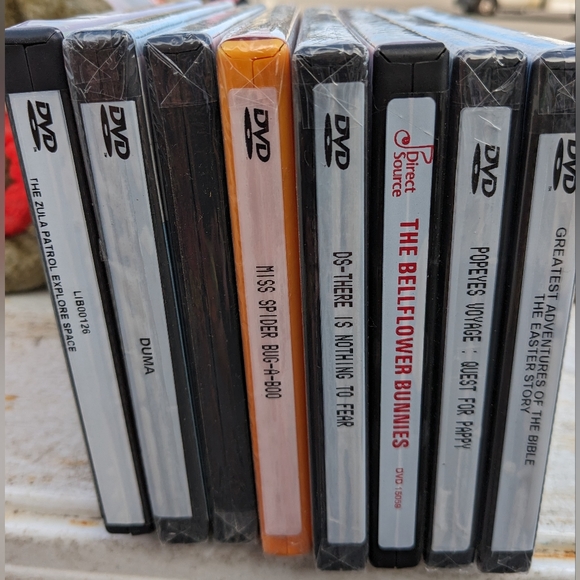 DVD
THE ZULA PATROL EXPLORE SPACE
LIB00126
DVD
DUMA
DVD
MISS SPIDER BUG-A-BOO
DVD
DS-THERE IS NOTHING TO FEAR
Direct
Source
THE BELLFLOWER BUNNIES
DVD
DVD
POPEYES VOYAGE : QUEST FOR PAPPY
DVD
GREATEST ADVENTURES OF THE BIBLE
THE EASTER STORY